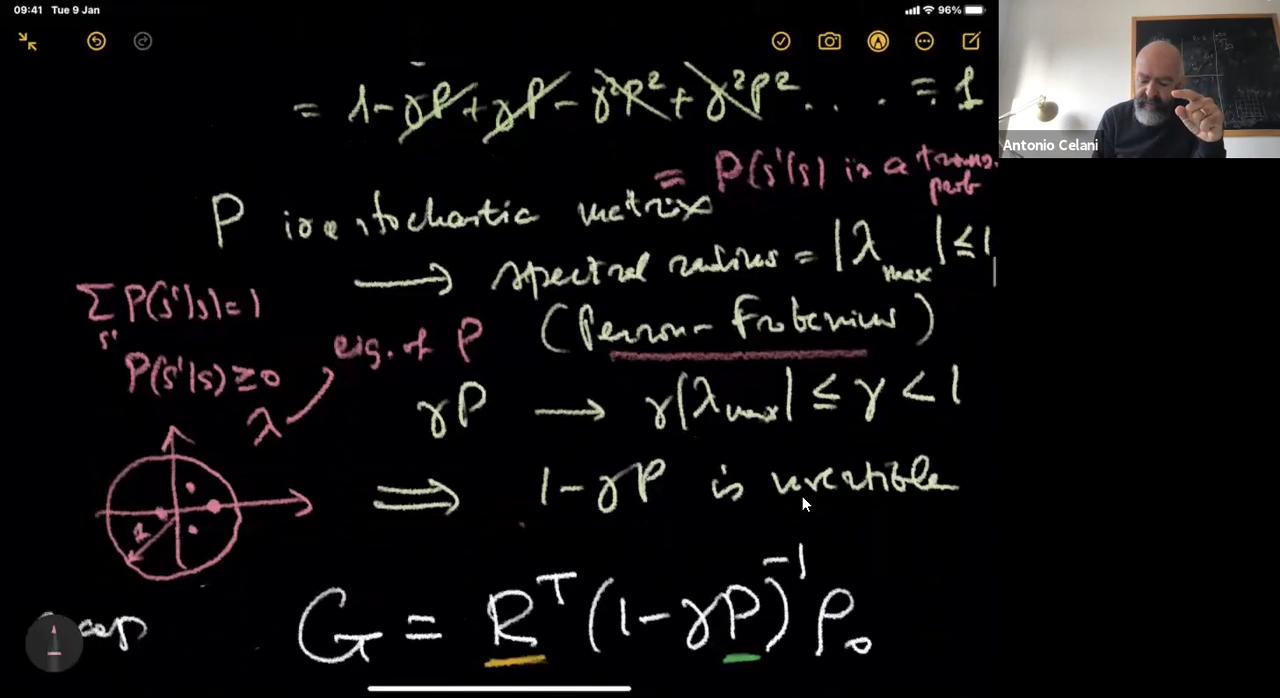 09:41 Tue 9 Jan
96%
Antonio Celani
= 1 - γP + γP - γ²P² + γ²P² . . . . = 1
= P(s'|s) is a trans. prob
P is a stochastic matrix
→ spectral radius = |λmax| ≤ 1
Σs' P(s'|s) = 1
P(s'|s) ≥ 0
eig. of P
(Perron-Frobenius)
λ
γP → γ|λmax| ≤ γ < 1
⇒ 1 - γP is invertible
1
G = Rᵀ (1 - γP)⁻¹ ρ₀